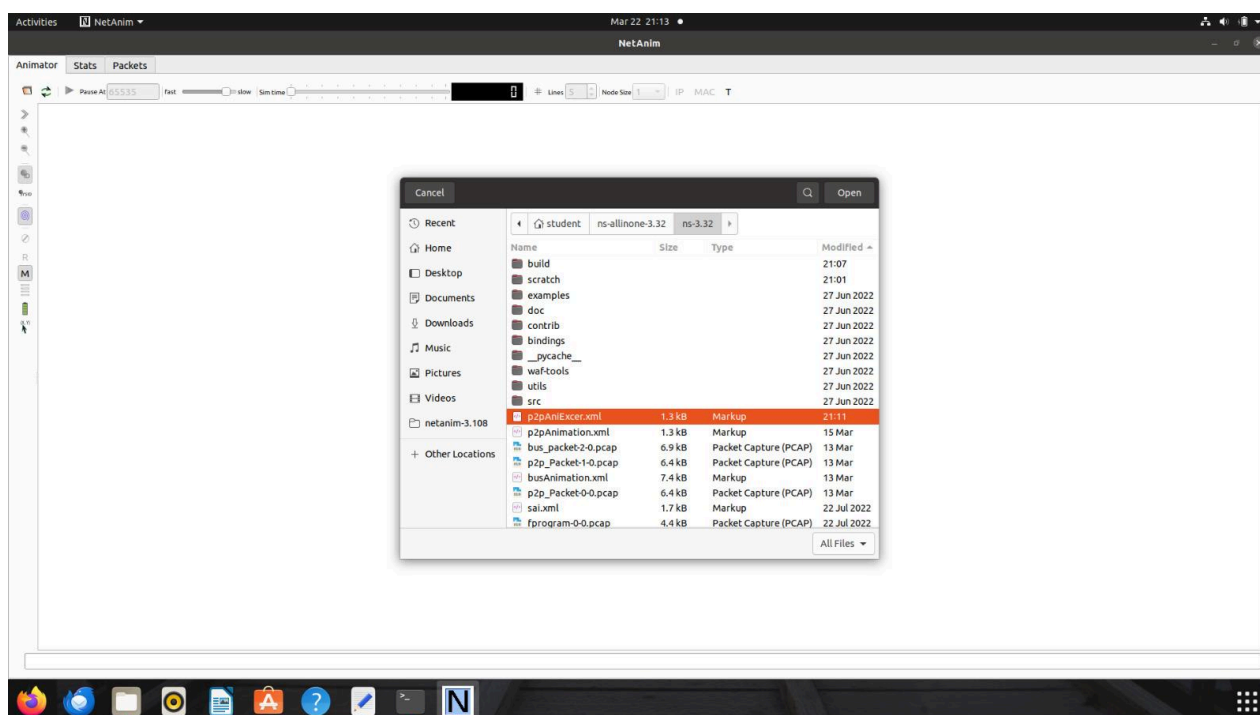 Activities NetAnim Mar 22 21:13
NetAnim
Animator Stats Packets
Pause At 65535 Fast slow Sim time 0 # Lines 5 Node Size 1 IP MAC T
Cancel Open
Recent student ns-allinone-3.32 ns-3.32
Home Name Size Type Modified
build 21:07
Desktop scratch 21:01
Documents examples 27 Jun 2022
doc 27 Jun 2022
Downloads contrib 27 Jun 2022
bindings 27 Jun 2022
Music __pycache__ 27 Jun 2022
Pictures waf-tools 27 Jun 2022
utils 27 Jun 2022
Videos src 27 Jun 2022
netanim-3.108 p2pAniExcer.xml 1.3 kB Markup 21:11
p2pAnimation.xml 1.3 kB Markup 15 Mar
bus_packet-2-0.pcap 6.9 kB Packet Capture (PCAP) 13 Mar
+ Other Locations p2p_Packet-1-0.pcap 6.4 kB Packet Capture (PCAP) 13 Mar
busAnimation.xml 7.4 kB Markup 13 Mar
p2p_Packet-0-0.pcap 6.4 kB Packet Capture (PCAP) 13 Mar
sai.xml 1.7 kB Markup 22 Jul 2022
fprogram-0-0.pcap 4.4 kB Packet Capture (PCAP) 22 Jul 2022
All Files
R
M
N